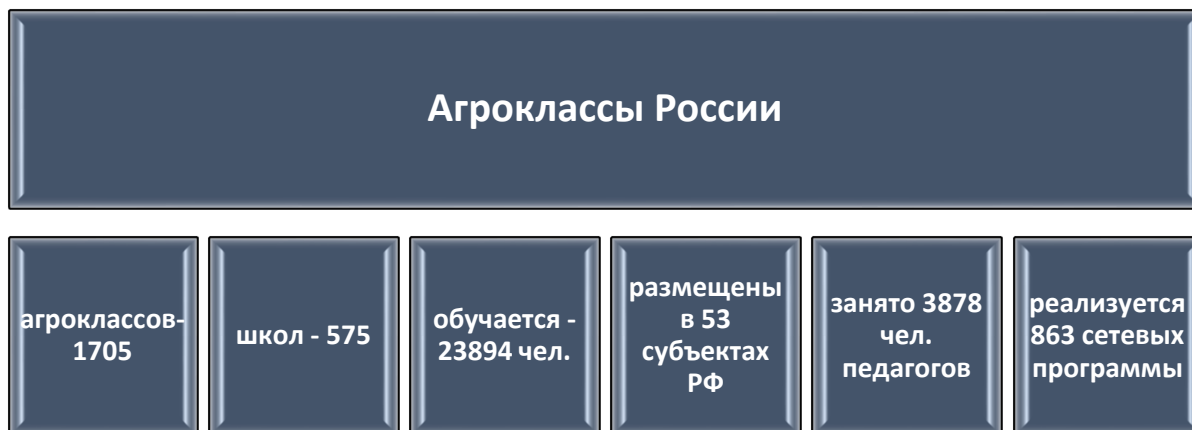 Агроклассы России
агроклассов-
1705
школ - 575
обучается -
23894 чел.
размещены
в 53
субъектах
РФ
занято 3878
чел.
педагогов
реализуется
863 сетевых
программы